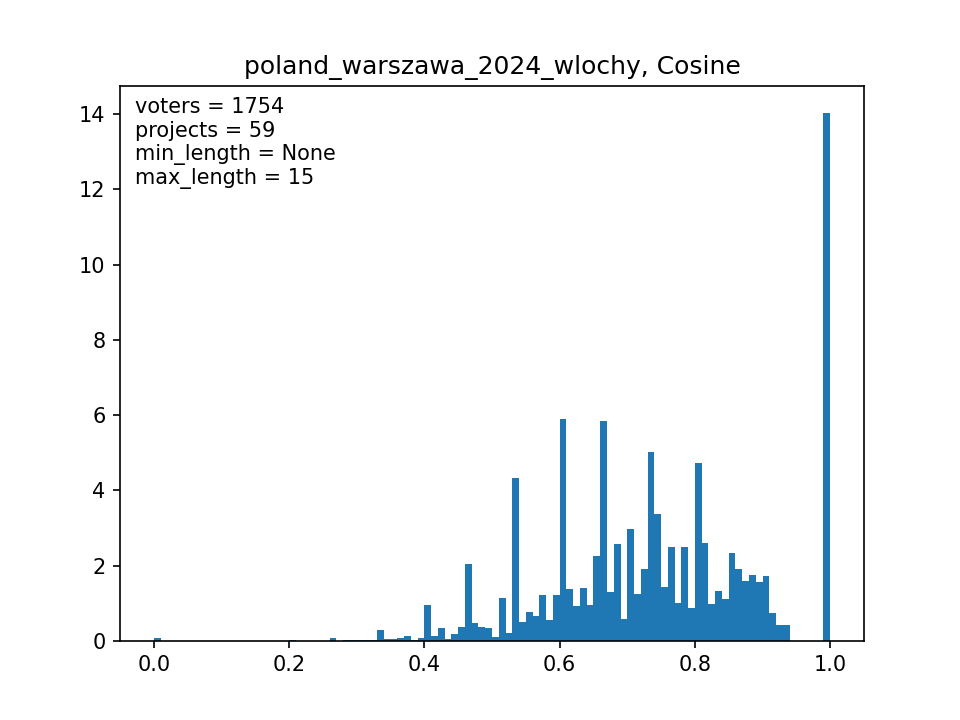 poland_warszawa_2024_wlochy, Cosine
voters = 1754
projects = 59
min_length = None
max_length = 15
14
12
10
8
6
4
2
0
0.0 0.2 0.4 0.6 0.8 1.0